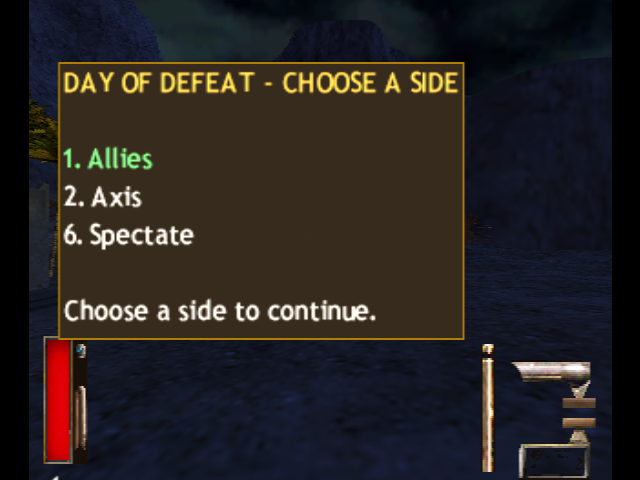 DAY OF DEFEAT - CHOOSE A SIDE
1. Allies
2. Axis
6. Spectate
Choose a side to continue.